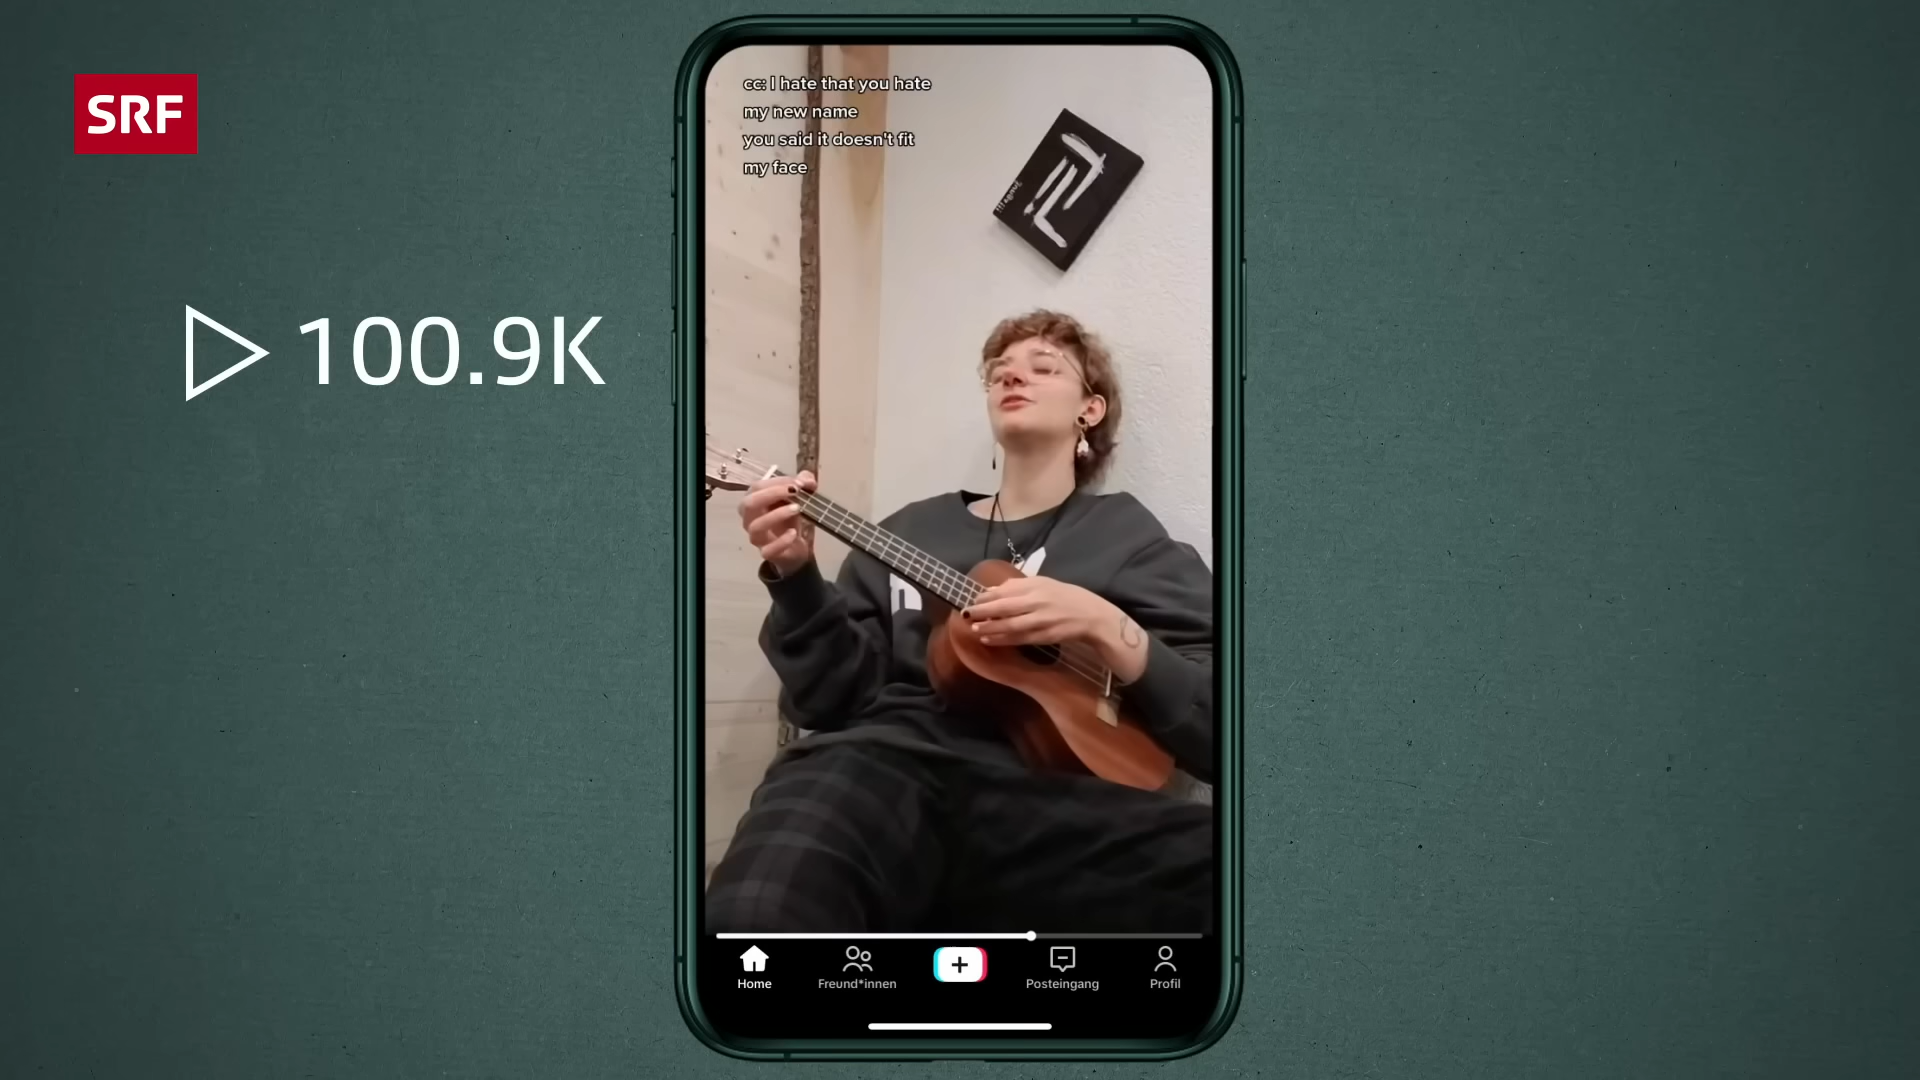 SRF
100.9K
cc: I hate that you hate
my new name
you said it doesn't fit
my face
Home
Freund*innen
Posteingang
Profil